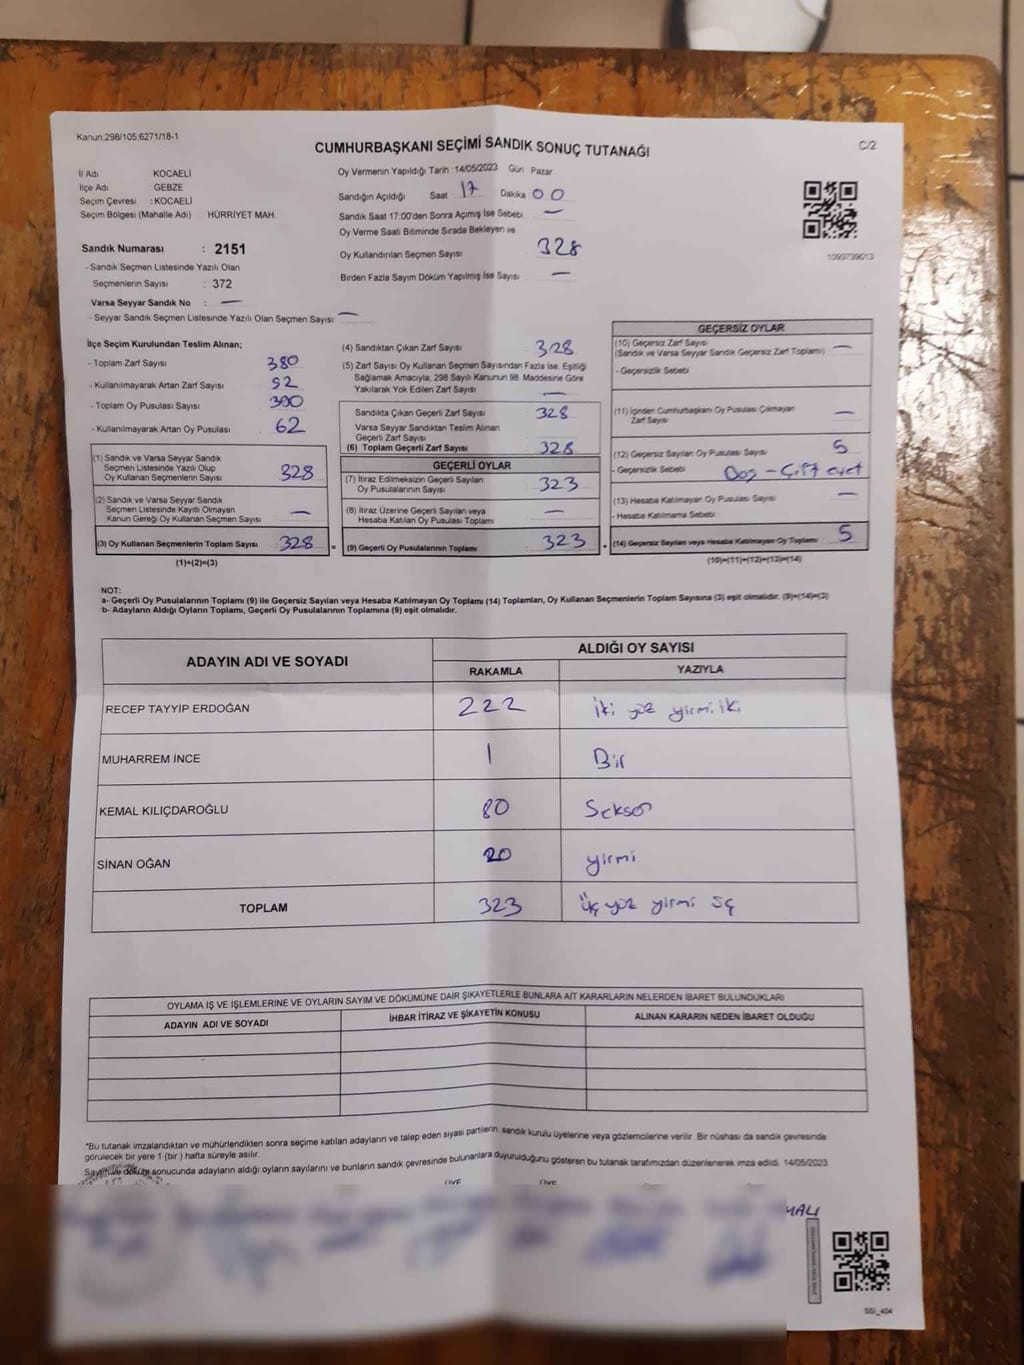 Kanun:298/105;6271/18-1
C/2
CUMHURBAŞKANI SEÇİMİ SANDIK SONUÇ TUTANAĞI
İl Adı KOCAELİ
İlçe Adı GEBZE
Seçim Çevresi : KOCAELİ
Seçim Bölgesi (Mahalle Adı) HÜRRİYET MAH.
Sandık Numarası : 2151
- Sandık Seçmen Listesinde Yazılı Olan
Seçmenlerin Sayısı : 372
Varsa Seyyar Sandık No : —
- Seyyar Sandık Seçmen Listesinde Yazılı Olan Seçmen Sayısı : —
Oy Vermenin Yapıldığı Tarih :14/05/2023 Gün Pazar
Sandığın Açıldığı Saat 17 Dakika 00
Sandık Saat 17:00'den Sonra Açımış İse Sebebi —
Oy Verme Saati Bitiminde Sırada Bekleyen ve
Oy Kullandırılan Seçmen Sayısı 328
Birden Fazla Sayım Döküm Yapılmış İse Sayısı —
1093739013
İlçe Seçim Kurulundan Teslim Alınan;
- Toplam Zarf Sayısı 380
- Kullanılmayarak Artan Zarf Sayısı 52
- Toplam Oy Pusulası Sayısı 390
- Kullanılmayarak Artan Oy Pusulası 62
(1) Sandık ve Varsa Seyyar Sandık
Seçmen Listesinde Yazılı Olup
Oy Kullanan Seçmenlerin Sayısı 328
(2) Sandık ve Varsa Seyyar Sandık
Seçmen Listesinde Kayıtlı Olmayan
Kanun Gereği Oy Kullanan Seçmen Sayısı —
(3) Oy Kullanan Seçmenlerin Toplam Sayısı 328 =
(1)+(2)=(3)
(4) Sandıktan Çıkan Zarf Sayısı 328
(5) Zarf Sayısı Oy Kullanan Seçmen Sayısından Fazla İse, Eşitliği
Sağlamak Amacıyla, 298 Sayılı Kanunun 98. Maddesine Göre
Yakılarak Yok Edilen Zarf Sayısı —
Sandıkta Çıkan Geçerli Zarf Sayısı 328
Varsa Seyyar Sandıktan Teslim Alınan
Geçerli Zarf Sayısı
(6) Toplam Geçerli Zarf Sayısı 328
GEÇERLİ OYLAR
(7) İtiraz Edilmeksizin Geçerli Sayılan
Oy Pusulalarının Sayısı 323
(8) İtiraz Üzerine Geçerli Sayılan veya
Hesaba Katılan Oy Pusulası Toplamı —
(9) Geçerli Oy Pusulalarının Toplamı 323
GEÇERSİZ OYLAR
(10) Geçersiz Zarf Sayısı —
(Sandık ve Varsa Seyyar Sandık Geçersiz Zarf Toplamı)
- Geçersizlik Sebebi
(11) İçinden Cumhurbaşkanı Oy Pusulası Çıkmayan
Zarf Sayısı —
(12) Geçersiz Sayılan Oy Pusulası Sayısı 5
- Geçersizlik Sebebi Boş - Çift evet
(13) Hesaba Katılmayan Oy Pusulası Sayısı —
- Hesaba Katılmama Sebebi
(14) Geçersiz Sayılan veya Hesaba Katılmayan Oy Toplamı 5
(10)+(11)+(12)+(13)=(14)
NOT:
a- Geçerli Oy Pusulalarının Toplamı (9) ile Geçersiz Sayılan veya Hesaba Katılmayan Oy Toplamı (14) Toplamları, Oy Kullanan Seçmenlerin Toplam Sayısına (3) eşit olmalıdır. (9)+(14)=(3)
b- Adayların Aldığı Oyların Toplamı, Geçerli Oy Pusulalarının Toplamına (9) eşit olmalıdır.
ADAYIN ADI VE SOYADI
ALDIĞI OY SAYISI
RAKAMLA YAZIYLA
RECEP TAYYİP ERDOĞAN 222 İki yüz yirmi iki
MUHARREM İNCE 1 Bir
KEMAL KILIÇDAROĞLU 80 Seksen
SİNAN OĞAN 20 yirmi
TOPLAM 323 Üç yüz yirmi üç
OYLAMA İŞ VE İŞLEMLERİNE VE OYLARIN SAYIM VE DÖKÜMÜNE DAİR ŞİKAYETLERLE BUNLARA AİT KARARLARIN NELERDEN İBARET BULUNDUKLARI
ADAYIN ADI VE SOYADI İHBAR İTİRAZ VE ŞİKAYETİN KONUSU ALINAN KARARIN NEDEN İBARET OLDUĞU
*Bu tutanak imzalandıktan ve mühürlendikten sonra seçime katılan adayların ve talep eden siyasi partilerin sandık kurulu üyelerine veya gözlemcilerine verilir. Bir nüshası da sandık çevresinde
görülecek bir yere 1 (bir) hafta süreyle asılır.
Sayım ve döküm sonucunda adayların aldığı oyların sayılarını ve bunların sandık çevresinde bulunanlara duyurulduğunu gösteren bu tutanak tarafımızdan düzenlenerek imza edildi. 14/05/2023
ÜYE ÜYE
SSI_404